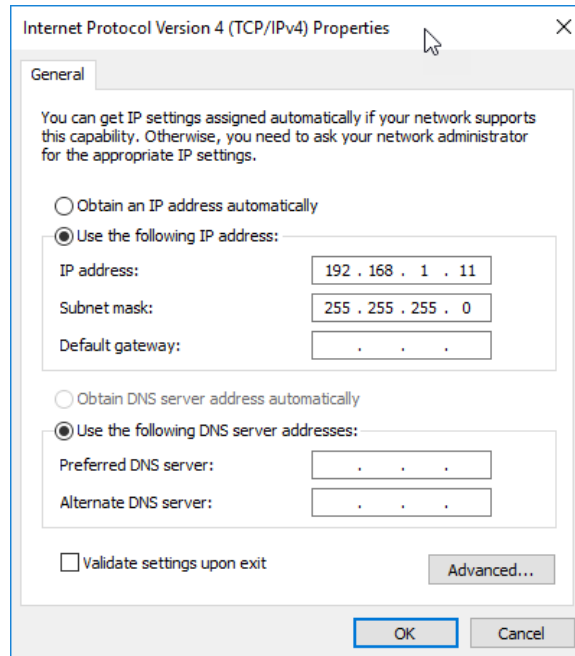 Internet Protocol Version 4 (TCP/IPv4) Properties
General
You can get IP settings assigned automatically if your network supports
this capability. Otherwise, you need to ask your network administrator
for the appropriate IP settings.
Obtain an IP address automatically
Use the following IP address:
IP address: 192 . 168 . 1 . 11
Subnet mask: 255 . 255 . 255 . 0
Default gateway: . . .
Obtain DNS server address automatically
Use the following DNS server addresses:
Preferred DNS server: . . .
Alternate DNS server: . . .
Validate settings upon exit
Advanced...
OK Cancel